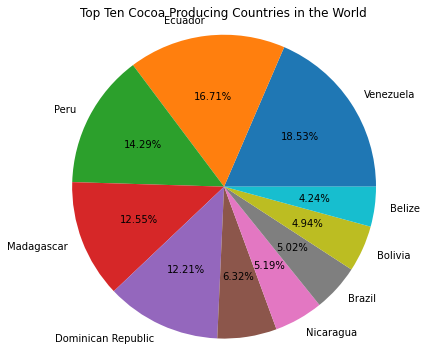 Top Ten Cocoa Producing Countries in the World
Ecuador
16.71%
Venezuela
18.53%
Peru
14.29%
Madagascar
12.55%
Dominican Republic
12.21%
6.32%
Nicaragua
5.19%
Brazil
5.02%
Bolivia
4.94%
Belize
4.24%